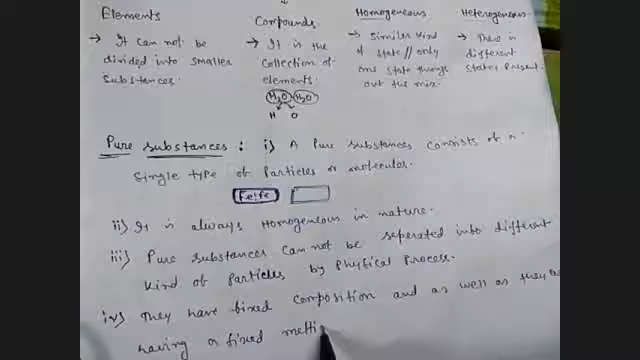 Elements Compounds Homogeneous Heterogeneous
→ It can not be divided into smaller substances.
→ It is the collection of elements.
H2O H2O
H O
→ Similar kind of state // only one state through out the mix.
→ There is different states present.
Pure substances : i) A pure substances consists of a
single type of particles or moleculas.
Fe:fe
ii) It is always homogeneous in nature.
iii) Pure substances can not be seperated into different
kind of particles by physical process.
iv) They have fixed composition and as well as they a
having a fixed melti